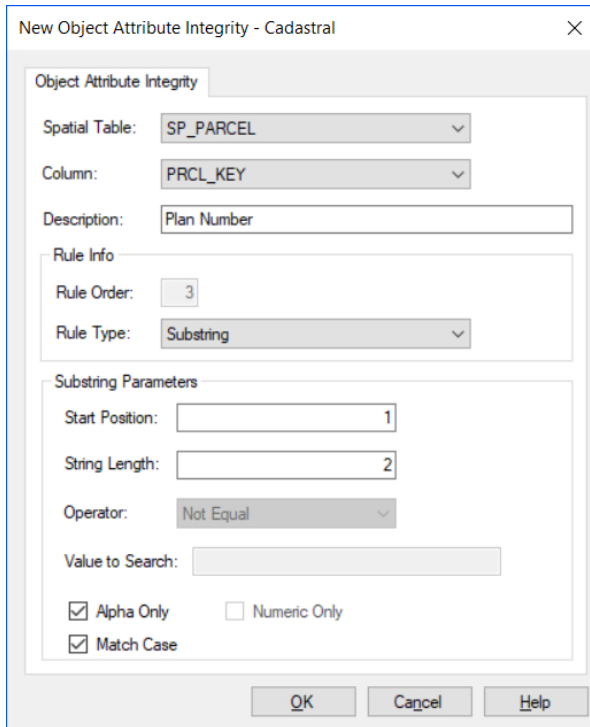 New Object Attribute Integrity - Cadastral
Object Attribute Integrity
Spatial Table: SP_PARCEL
Column: PRCL_KEY
Description: Plan Number
Rule Info
Rule Order: 3
Rule Type: Substring
Substring Parameters
Start Position: 1
String Length: 2
Operator: Not Equal
Value to Search:
Alpha Only Numeric Only
Match Case
OK Cancel Help